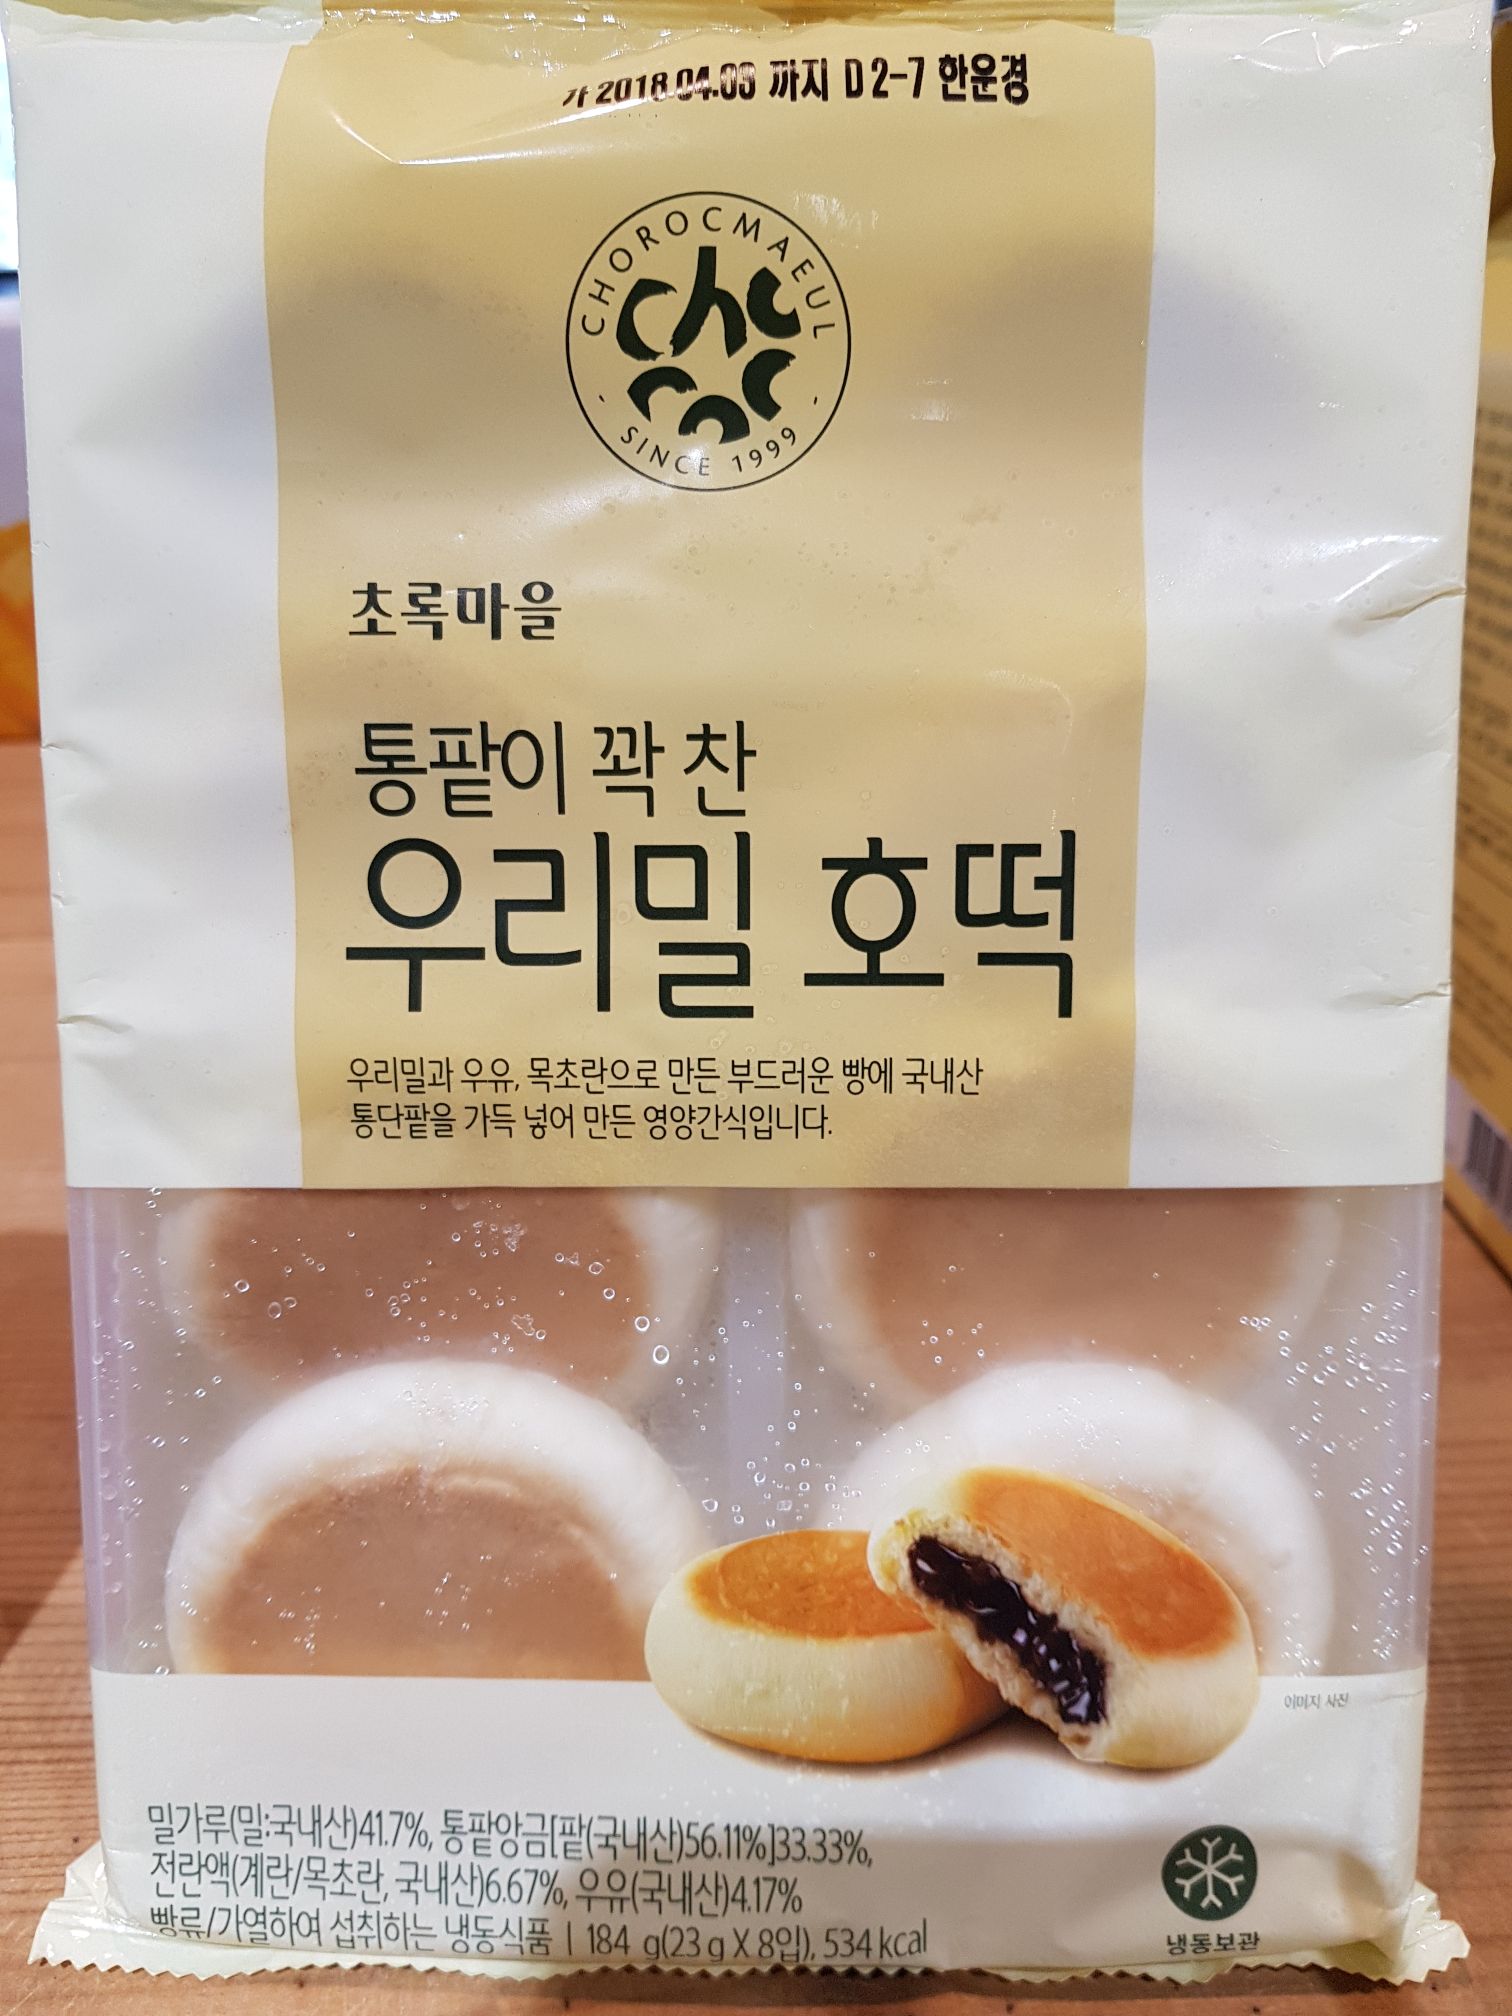 가 2018.04.09 까지 D2-7 한운경
CHOROCMAEUL
SINCE 1999
초록마을
통팥이 꽉 찬
우리밀 호떡
우리밀과 우유, 목초란으로 만든 부드러운 빵에 국내산
통단팥을 가득 넣어 만든 영양간식입니다.
이미지 사진
밀가루(밀:국내산)41.7%, 통팥앙금[팥(국내산)56.11%]33.33%,
전란액(계란/목초란, 국내산)6.67%, 우유(국내산)4.17%
빵류/가열하여 섭취하는 냉동식품 | 184 g(23 g X 8입), 534 kcal
냉동보관